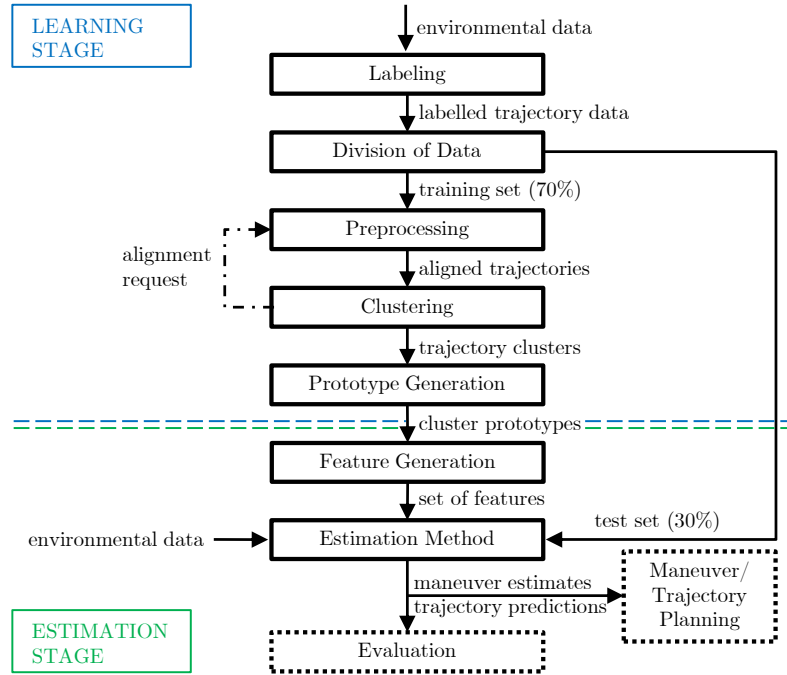 LEARNING
STAGE
environmental data
Labeling
labelled trajectory data
Division of Data
training set (70%)
Preprocessing
alignment
request
aligned trajectories
Clustering
trajectory clusters
Prototype Generation
cluster prototypes
Feature Generation
set of features
test set (30%)
environmental data
Estimation Method
maneuver estimates
trajectory predictions
Maneuver/
Trajectory
Planning
ESTIMATION
STAGE
Evaluation